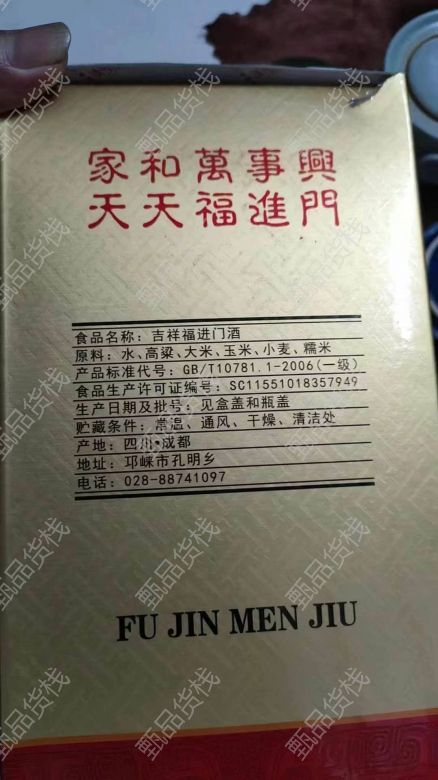 家和萬事興
天天福進門
食品名称：吉祥福进门酒
原料：水、高粱、大米、玉米、小麦、糯米
产品标准代号：GB/T10781.1-2006(一级)
食品生产许可证编号：SC11551018357949
生产日期及批号：见盒盖和瓶盖
贮藏条件：常温、通风、干燥、清洁处
产地：四川·成都
地址：邛崃市孔明乡
电话：028-88741097
FU JIN MEN JIU
甄品货栈